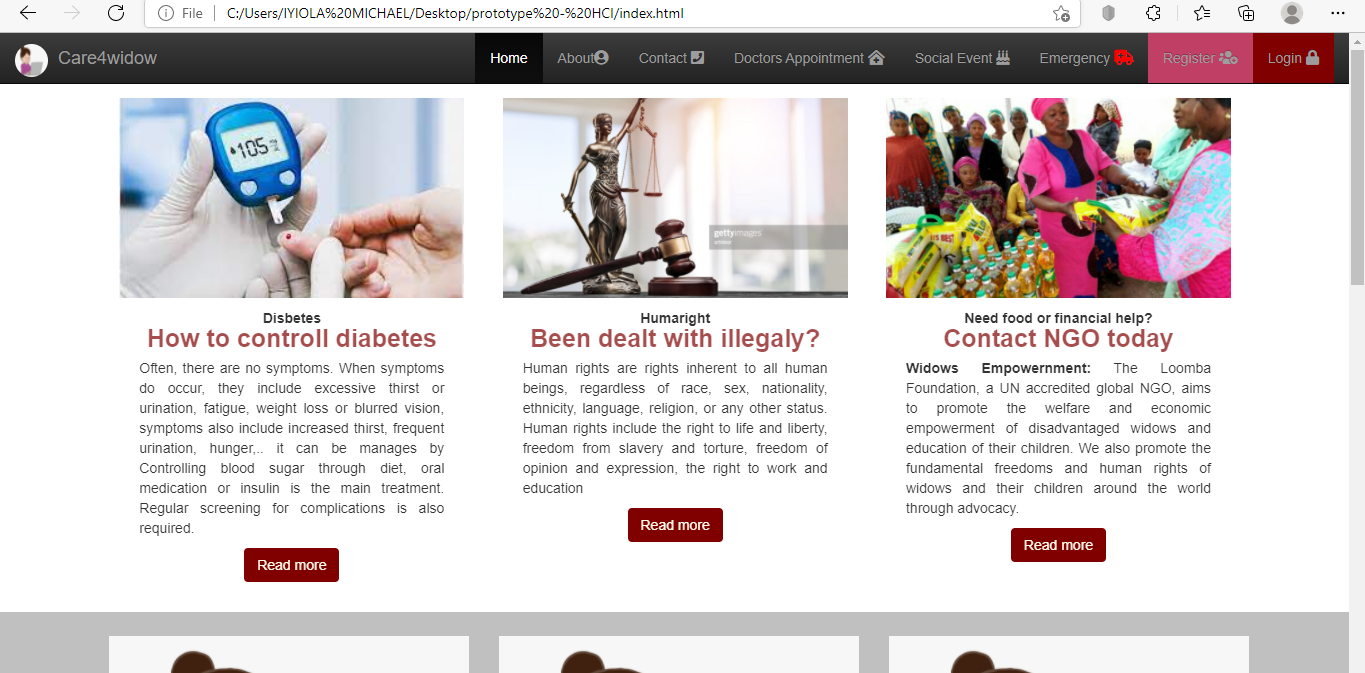 File C:/Users/IYIOLA%20MICHAEL/Desktop/prototype%20-%20HCI/index.html
Care4widow Home About Contact Doctors Appointment Social Event Emergency Register Login
105
gettyimages
Disbetes
How to controll diabetes
Often, there are no symptoms. When symptoms
do occur, they include excessive thirst or
urination, fatigue, weight loss or blurred vision,
symptoms also include increased thirst, frequent
urination, hunger,.. it can be manages by
Controlling blood sugar through diet, oral
medication or insulin is the main treatment.
Regular screening for complications is also
required.
Read more
Humaright
Been dealt with illegaly?
Human rights are rights inherent to all human
beings, regardless of race, sex, nationality,
ethnicity, language, religion, or any other status.
Human rights include the right to life and liberty,
freedom from slavery and torture, freedom of
opinion and expression, the right to work and
education
Read more
Need food or financial help?
Contact NGO today
Widows Empowernment: The Loomba
Foundation, a UN accredited global NGO, aims
to promote the welfare and economic
empowerment of disadvantaged widows and
education of their children. We also promote the
fundamental freedoms and human rights of
widows and their children around the world
through advocacy.
Read more